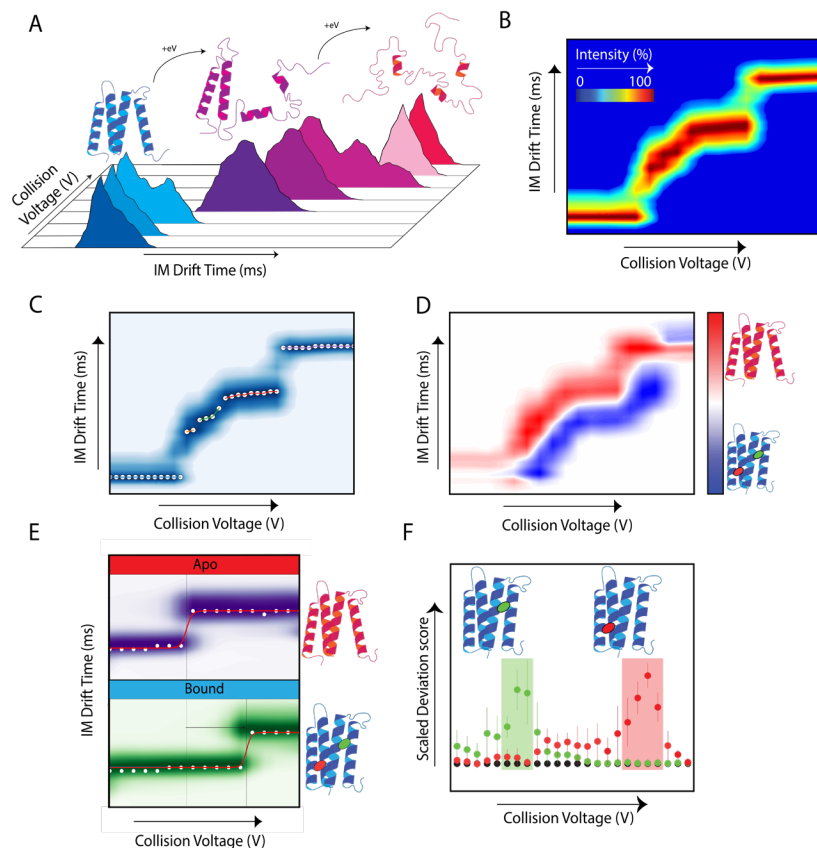 A
+eV
+eV
Collision
Voltage (V)
IM Drift Time (ms)
B
Intensity (%)
0
100
IM Drift Time (ms)
Collision Voltage (V)
C
IM Drift Time (ms)
Collision Voltage (V)
D
IM Drift Time (ms)
Collision Voltage (V)
E
Apo
Bound
IM Drift Time (ms)
Collision Voltage (V)
F
Scaled Deviation score
Collision Voltage (V)